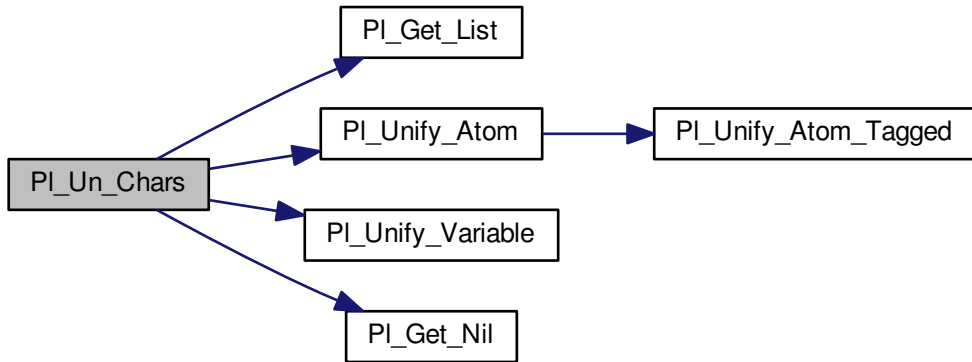 Pl_Get_List
Pl_Unify_Atom
Pl_Unify_Atom_Tagged
Pl_Un_Chars
Pl_Unify_Variable
Pl_Get_Nil